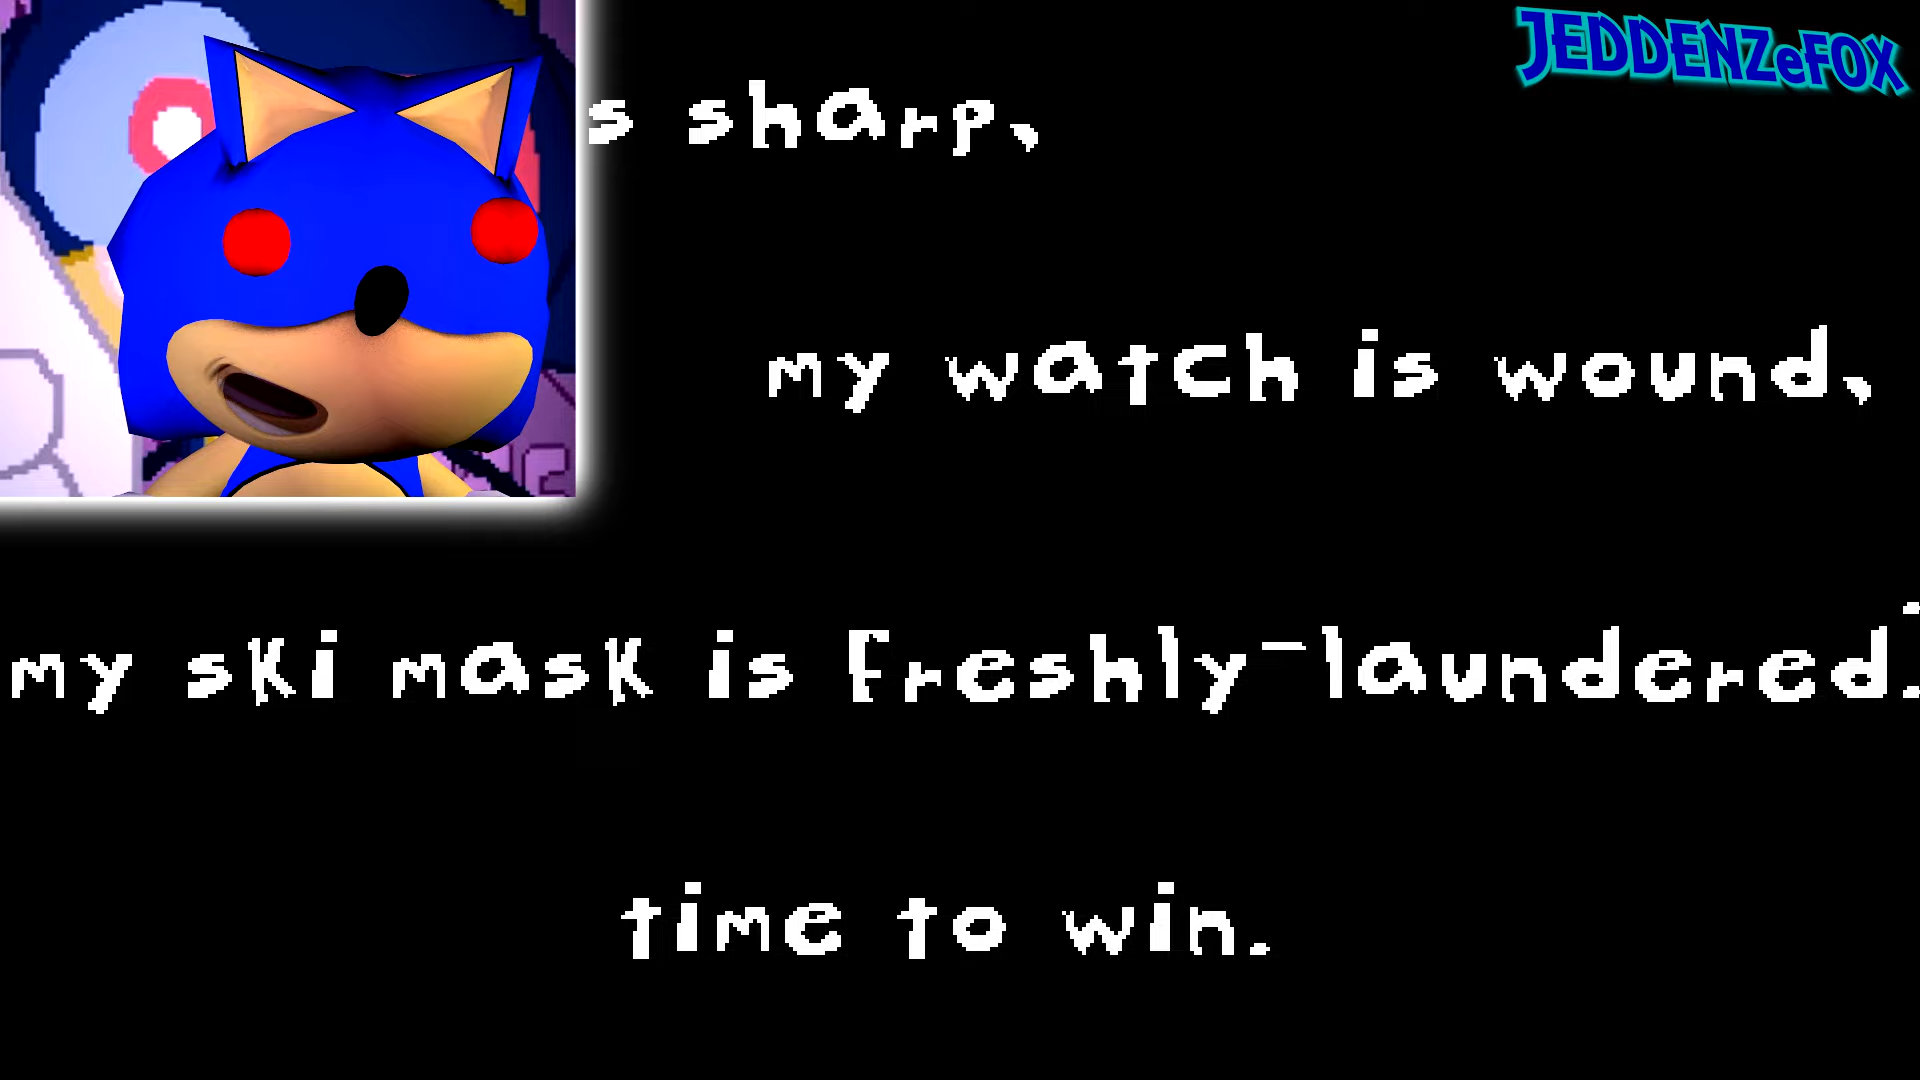 JEDDENZeFOX
s sharp,
my watch is wound,
my ski mask is freshly-laundered.
time to win.